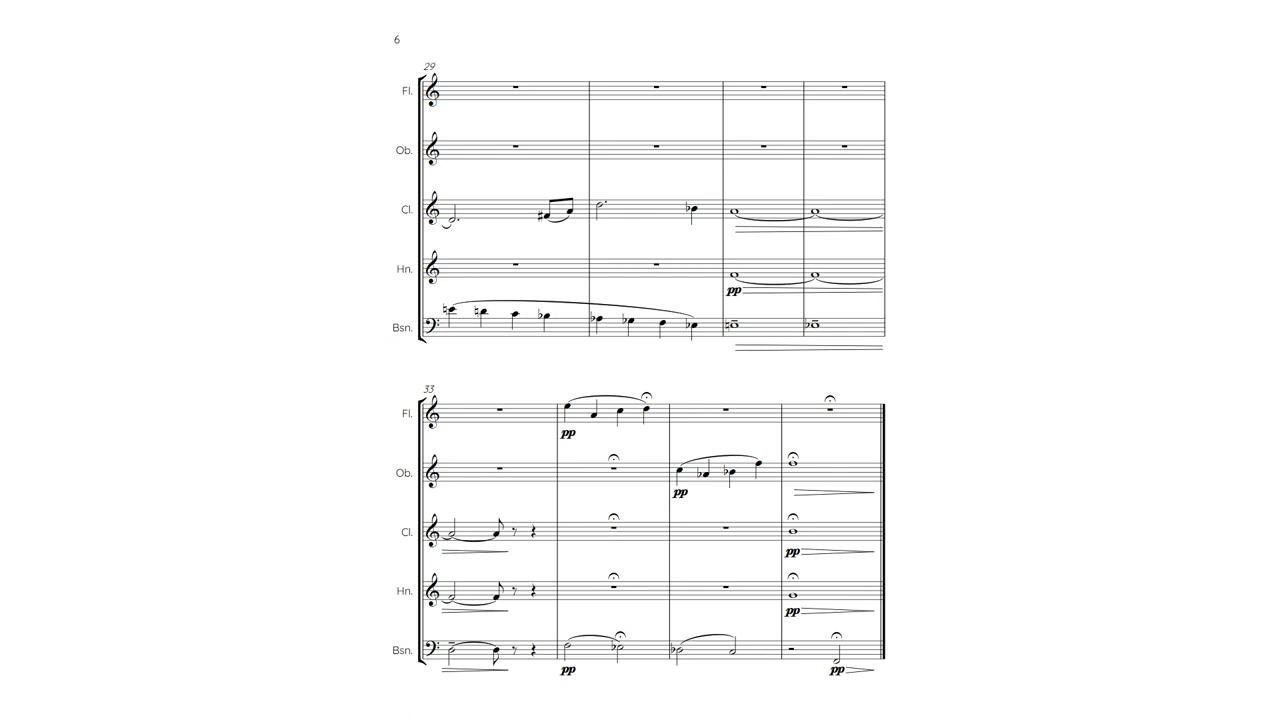 6
29
Fl.
Ob.
Cl.
Hn.
pp
Bsn.
33
Fl.
pp
Ob.
pp
Cl.
pp
Hn.
pp
Bsn.
pp pp